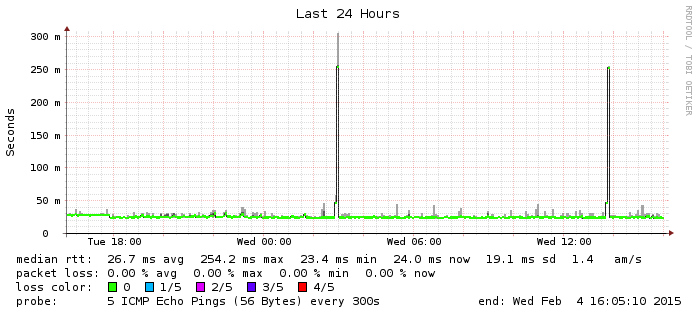 Last 24 Hours
RRDTOOL / TOBI OETIKER
Seconds
300 m
250 m
200 m
150 m
100 m
50 m
0
Tue 18:00 Wed 00:00 Wed 06:00 Wed 12:00
median rtt: 26.7 ms avg 254.2 ms max 23.4 ms min 24.0 ms now 19.1 ms sd 1.4 am/s
packet loss: 0.00 % avg 0.00 % max 0.00 % min 0.00 % now
loss color: 0 1/5 2/5 3/5 4/5
probe: 5 ICMP Echo Pings (56 Bytes) every 300s end: Wed Feb 4 16:05:10 2015